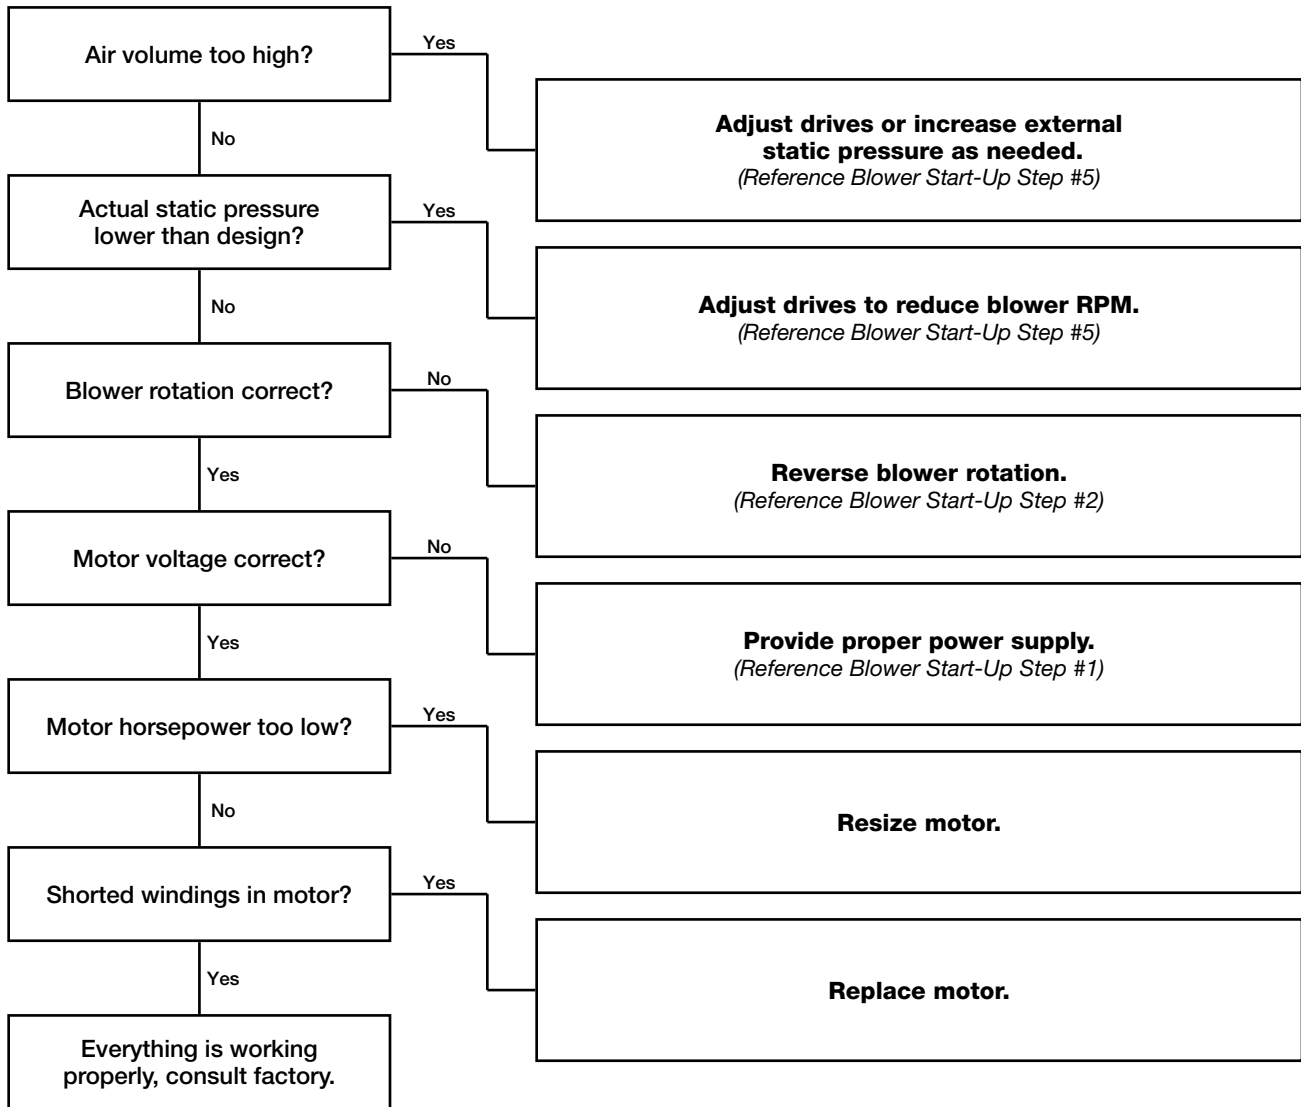 Air volume too high?
Yes
Adjust drives or increase external
static pressure as needed.
(Reference Blower Start-Up Step #5)
No
Actual static pressure
lower than design?
Yes
Adjust drives to reduce blower RPM.
(Reference Blower Start-Up Step #5)
No
Blower rotation correct?
No
Reverse blower rotation.
(Reference Blower Start-Up Step #2)
Yes
Motor voltage correct?
No
Provide proper power supply.
(Reference Blower Start-Up Step #1)
Yes
Motor horsepower too low?
Yes
Resize motor.
No
Shorted windings in motor?
Yes
Replace motor.
Yes
Everything is working
properly, consult factory.